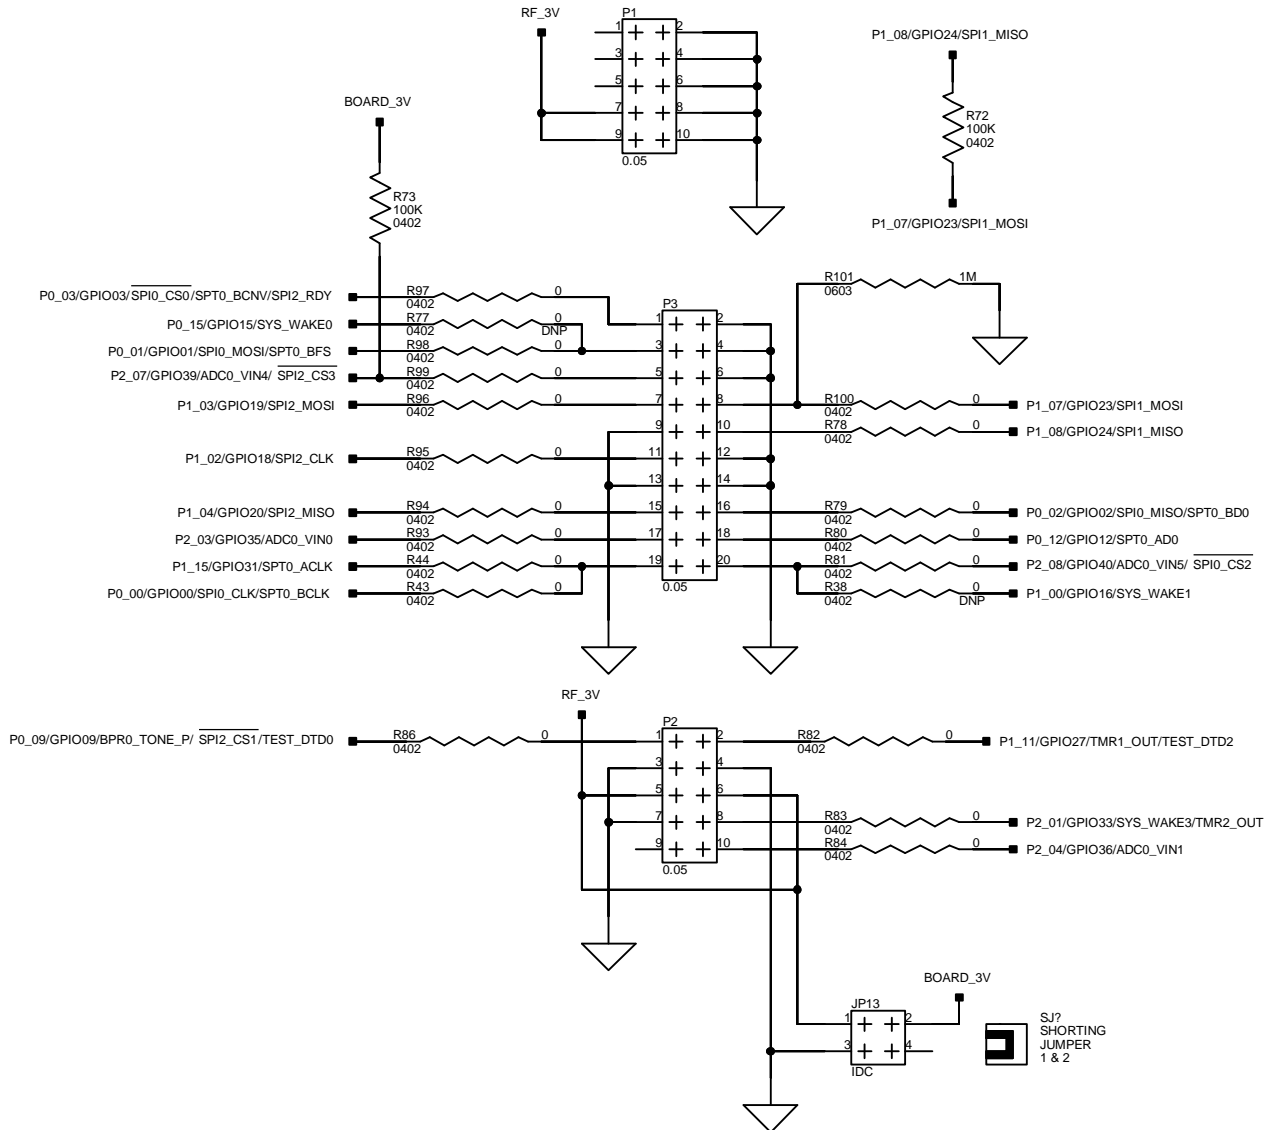 RF_3V
P1
1 2
3 4
5 6
7 8
9 10
0.05
P1_08/GPIO24/SPI1_MISO
R72
100K
0402
P1_07/GPIO23/SPI1_MOSI
BOARD_3V
R73
100K
0402
P0_03/GPIO03/SPI0_CS0/SPT0_BCNV/SPI2_RDY R97 0
0402
P0_15/GPIO15/SYS_WAKE0 R77 0
0402 DNP
P0_01/GPIO01/SPI0_MOSI/SPT0_BFS R98 0
0402
P2_07/GPIO39/ADC0_VIN4/ SPI2_CS3 R99 0
0402
P1_03/GPIO19/SPI2_MOSI R96 0
0402
P1_02/GPIO18/SPI2_CLK R95 0
0402
P1_04/GPIO20/SPI2_MISO R94 0
0402
P2_03/GPIO35/ADC0_VIN0 R93 0
0402
P1_15/GPIO31/SPT0_ACLK R44 0
0402
P0_00/GPIO00/SPI0_CLK/SPT0_BCLK R43 0
0402
P3
1 2
3 4
5 6
7 8
9 10
11 12
13 14
15 16
17 18
19 20
0.05
R101 1M
0603
R100 0 P1_07/GPIO23/SPI1_MOSI
0402
R78 0 P1_08/GPIO24/SPI1_MISO
0402
R79 0 P0_02/GPIO02/SPI0_MISO/SPT0_BD0
0402
R80 0 P0_12/GPIO12/SPT0_AD0
0402
R81 0 P2_08/GPIO40/ADC0_VIN5/ SPI0_CS2
0402
R38 0 P1_00/GPIO16/SYS_WAKE1
0402 DNP
RF_3V
P0_09/GPIO09/BPR0_TONE_P/ SPI2_CS1/TEST_DTD0 R86 0
0402
P2
1 2
3 4
5 6
7 8
9 10
0.05
R82 0 P1_11/GPIO27/TMR1_OUT/TEST_DTD2
0402
R83 0 P2_01/GPIO33/SYS_WAKE3/TMR2_OUT
0402
R84 0 P2_04/GPIO36/ADC0_VIN1
0402
BOARD_3V
JP13
1 2
3 4
IDC
SJ?
SHORTING
JUMPER
1 & 2